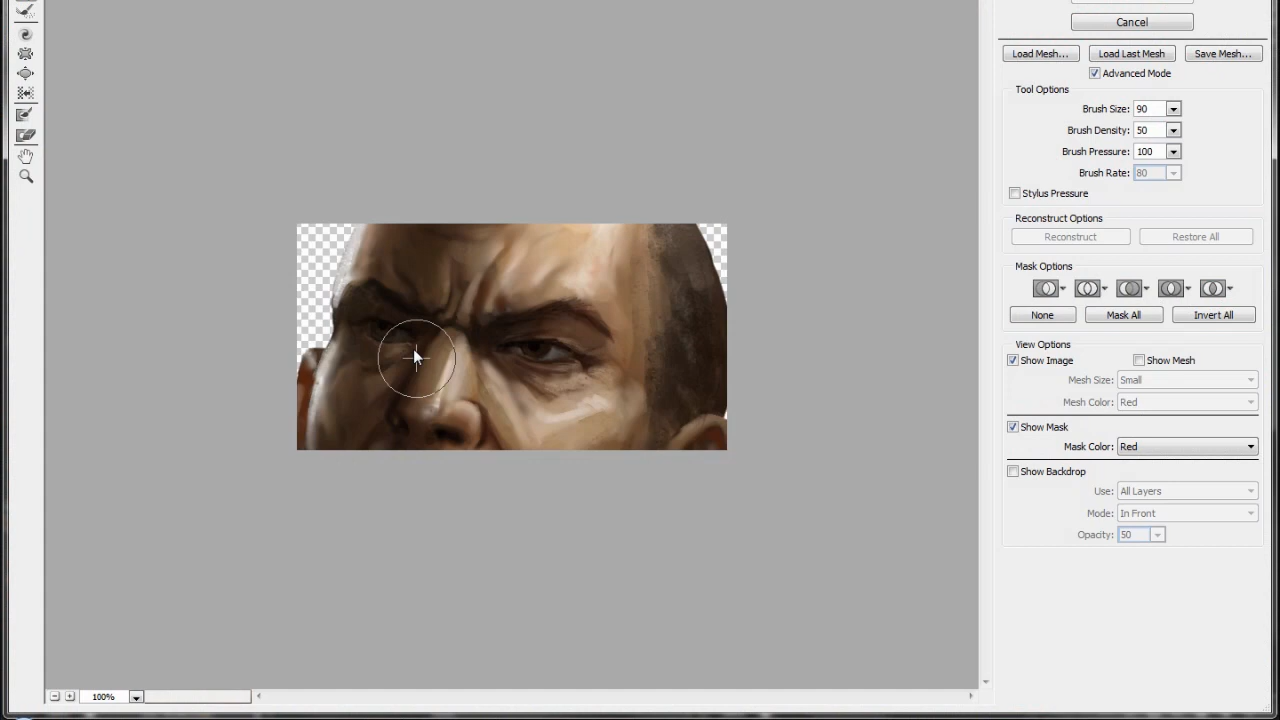 Cancel
Load Mesh... Load Last Mesh Save Mesh...
Advanced Mode
Tool Options
Brush Size: 90
Brush Density: 50
Brush Pressure: 100
Brush Rate: 80
Stylus Pressure
Reconstruct Options
Reconstruct Restore All
Mask Options
None Mask All Invert All
View Options
Show Image Show Mesh
Mesh Size: Small
Mesh Color: Red
Show Mask
Mask Color: Red
Show Backdrop
Use: All Layers
Mode: In Front
Opacity: 50
100%